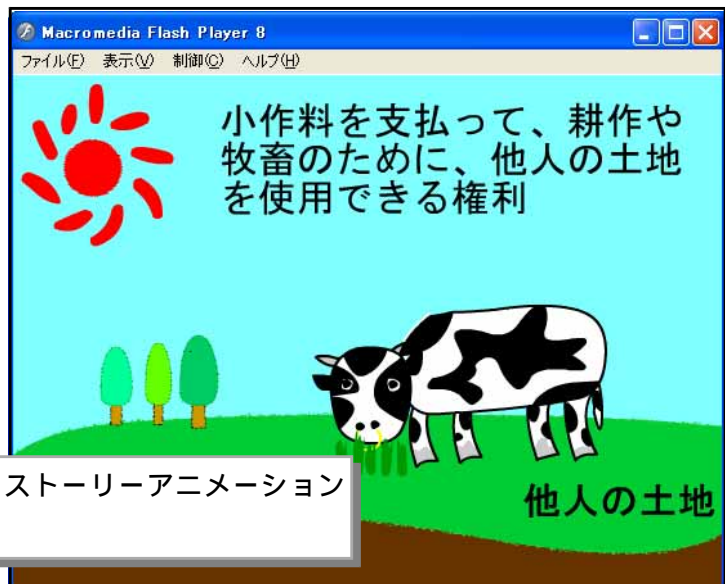 Macromedia Flash Player 8
ファイル(F) 表示(V) 制御(C) ヘルプ(H)
小作料を支払って、耕作や
牧畜のために、他人の土地
を使用できる権利
ストーリーアニメーション
他人の土地